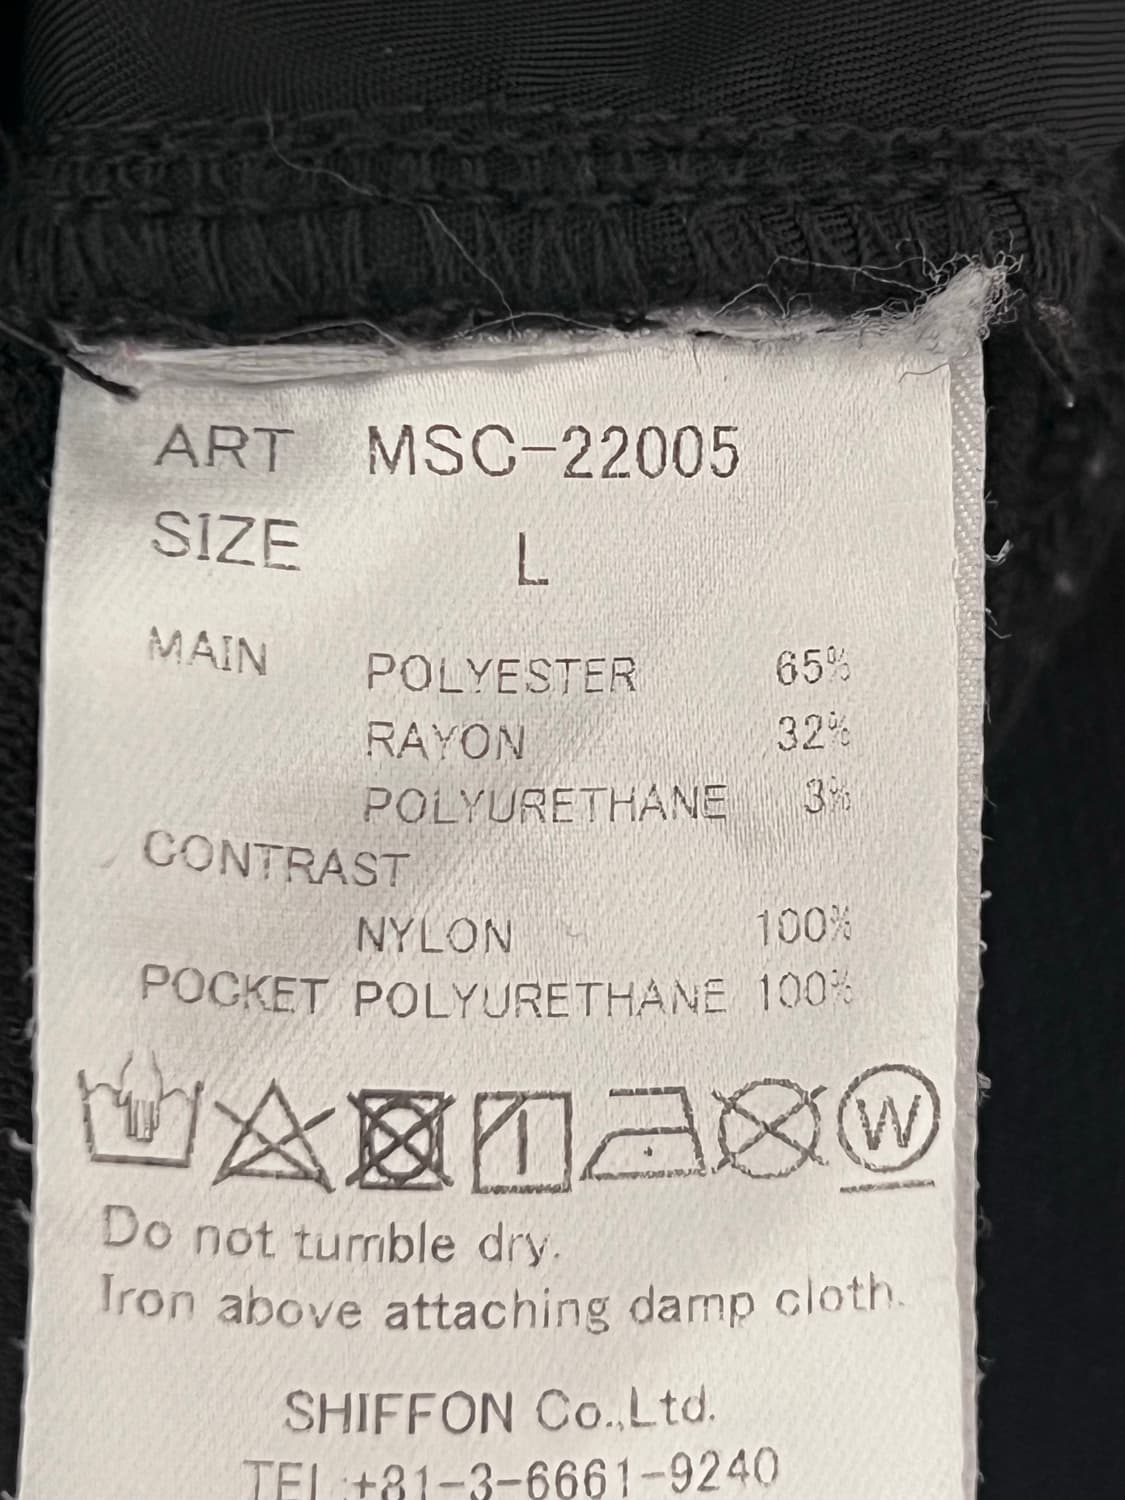 ART MSC-22005
SIZE L
MAIN POLYESTER 65%
RAYON 32%
POLYURETHANE 3%
CONTRAST
NYLON 100%
POCKET POLYURETHANE 100%
W
Do not tumble dry.
Iron above attaching damp cloth.
SHIFFON Co.,Ltd.
TEL:+81-3-6661-9240